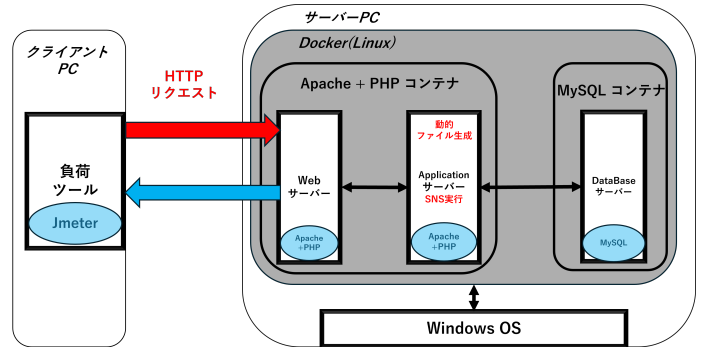 クライアント
PC
負荷
ツール
Jmeter
HTTP
リクエスト
サーバーPC
Docker(Linux)
Apache + PHP コンテナ
Web
サーバー
Apache
+PHP
動的
ファイル生成
Application
サーバー
SNS実行
Apache
+PHP
MySQL コンテナ
DataBase
サーバー
MySQL
Windows OS